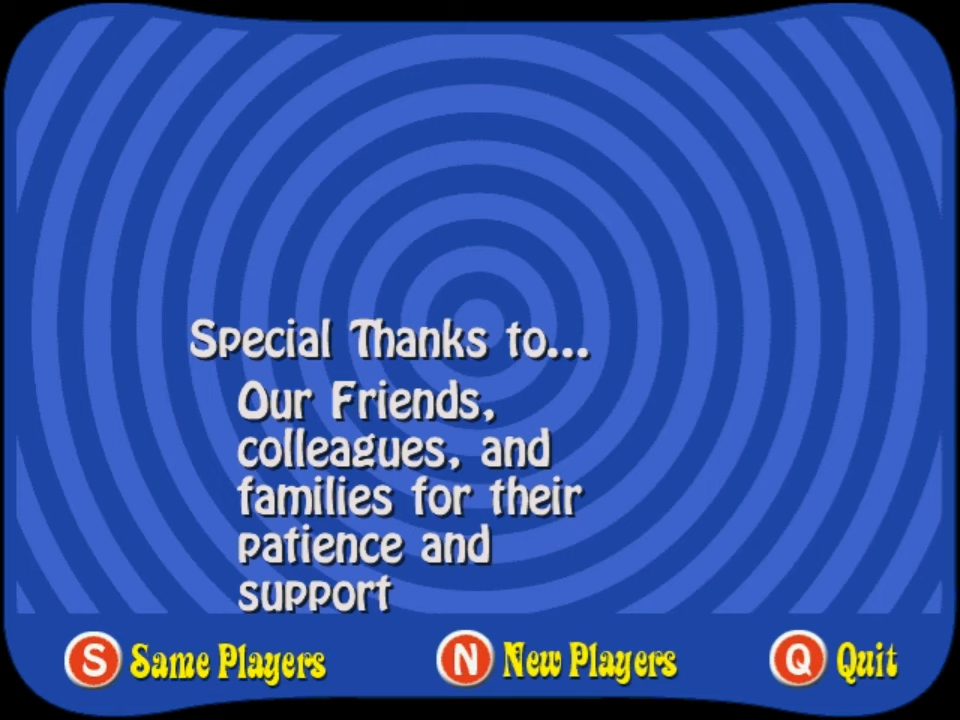 Special Thanks to...
Our Friends,
colleagues, and
families for their
patience and
support
S Same Players
N New Players
Q Quit